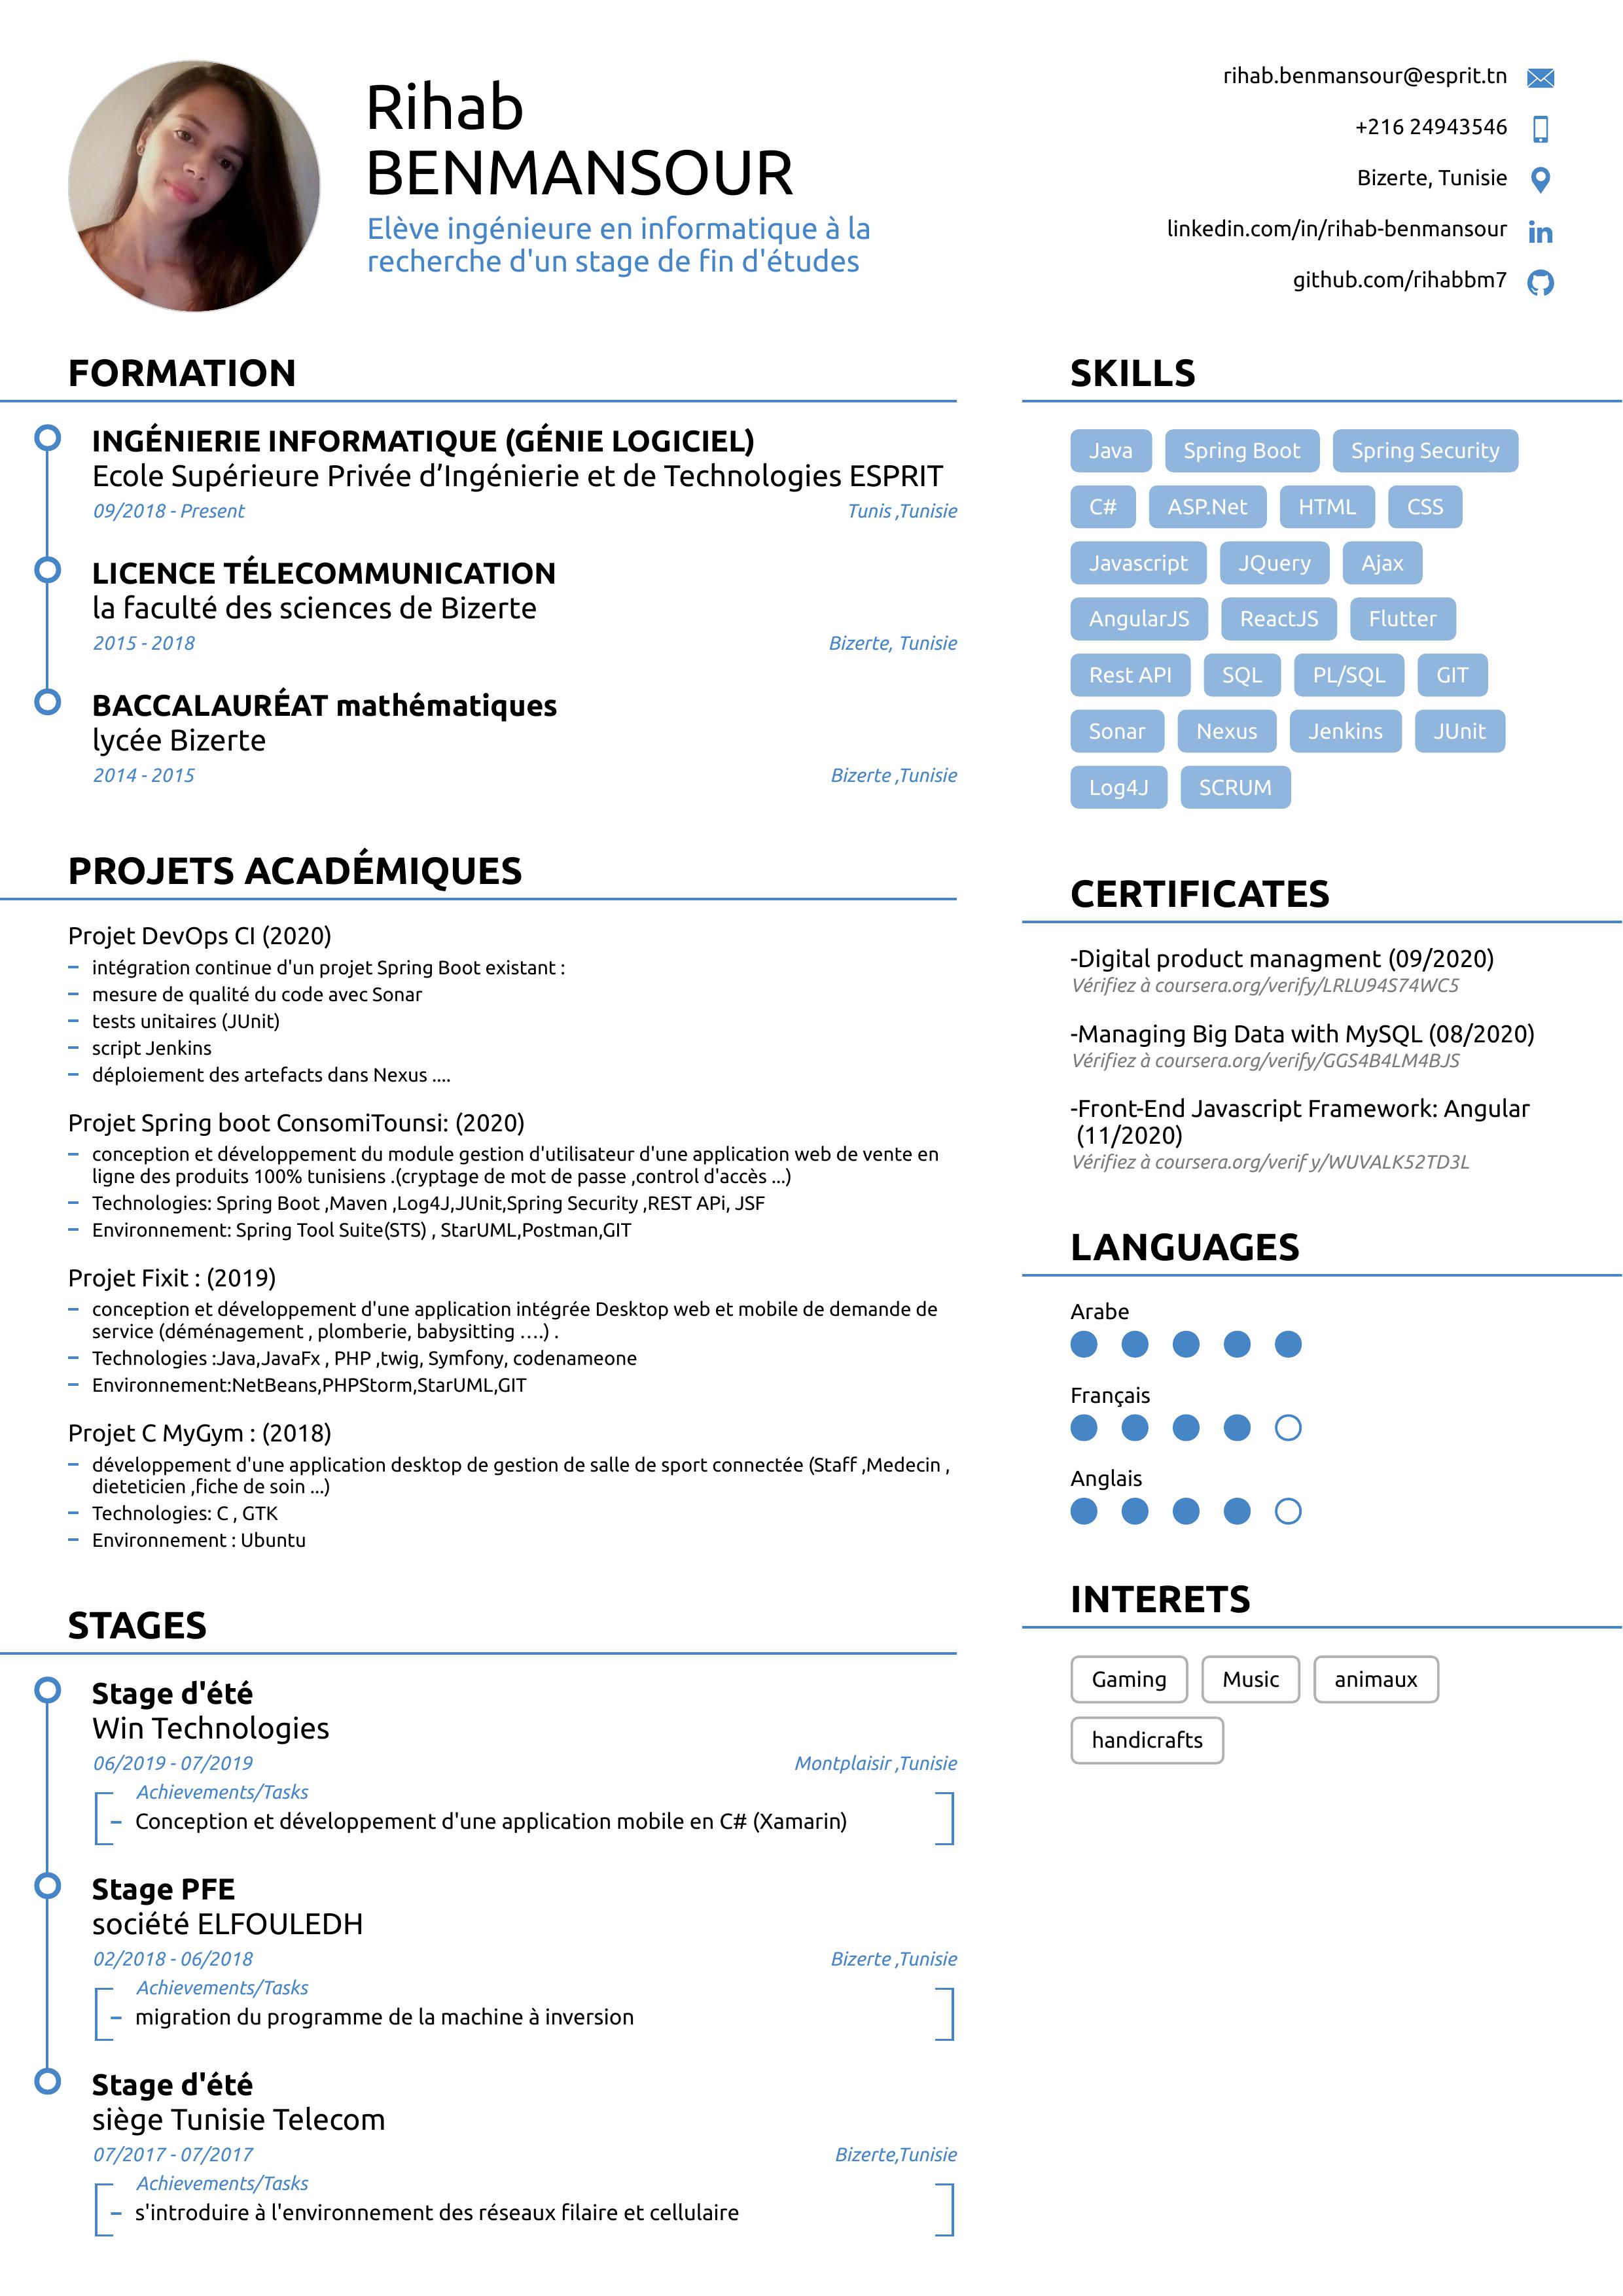 Rihab
BENMANSOUR
Elève ingénieure en informatique à la
recherche d'un stage de fin d'études
rihab.benmansour@esprit.tn
+216 24943546
Bizerte, Tunisie
linkedin.com/in/rihab-benmansour
github.com/rihabbm7
FORMATION
INGÉNIERIE INFORMATIQUE (GÉNIE LOGICIEL)
Ecole Supérieure Privée d’Ingénierie et de Technologies ESPRIT
09/2018 - Present Tunis ,Tunisie
LICENCE TÉLECOMMUNICATION
la faculté des sciences de Bizerte
2015 - 2018 Bizerte, Tunisie
BACCALAURÉAT mathématiques
lycée Bizerte
2014 - 2015 Bizerte ,Tunisie
PROJETS ACADÉMIQUES
Projet DevOps CI (2020)
– intégration continue d'un projet Spring Boot existant :
– mesure de qualité du code avec Sonar
– tests unitaires (JUnit)
– script Jenkins
– déploiement des artefacts dans Nexus ....
Projet Spring boot ConsomiTounsi: (2020)
– conception et développement du module gestion d'utilisateur d'une application web de vente en
ligne des produits 100% tunisiens .(cryptage de mot de passe ,control d'accès ...)
– Technologies: Spring Boot ,Maven ,Log4J,JUnit,Spring Security ,REST APi, JSF
– Environnement: Spring Tool Suite(STS) , StarUML,Postman,GIT
Projet Fixit : (2019)
– conception et développement d'une application intégrée Desktop web et mobile de demande de
service (déménagement , plomberie, babysitting ….) .
– Technologies :Java,JavaFx , PHP ,twig, Symfony, codenameone
– Environnement:NetBeans,PHPStorm,StarUML,GIT
Projet C MyGym : (2018)
– développement d'une application desktop de gestion de salle de sport connectée (Staff ,Medecin ,
dieteticien ,fiche de soin ...)
– Technologies: C , GTK
– Environnement : Ubuntu
STAGES
Stage d'été
Win Technologies
06/2019 - 07/2019 Montplaisir ,Tunisie
Achievements/Tasks
– Conception et développement d'une application mobile en C# (Xamarin)
Stage PFE
société ELFOULEDH
02/2018 - 06/2018 Bizerte ,Tunisie
Achievements/Tasks
– migration du programme de la machine à inversion
Stage d'été
siège Tunisie Telecom
07/2017 - 07/2017 Bizerte,Tunisie
Achievements/Tasks
– s'introduire à l'environnement des réseaux filaire et cellulaire
SKILLS
Java Spring Boot Spring Security
C# ASP.Net HTML CSS
Javascript JQuery Ajax
AngularJS ReactJS Flutter
Rest API SQL PL/SQL GIT
Sonar Nexus Jenkins JUnit
Log4J SCRUM
CERTIFICATES
-Digital product managment (09/2020)
Vérifiez à coursera.org/verify/LRLU94S74WC5
-Managing Big Data with MySQL (08/2020)
Vérifiez à coursera.org/verify/GGS4B4LM4BJS
-Front-End Javascript Framework: Angular
(11/2020)
Vérifiez à coursera.org/verif y/WUVALK52TD3L
LANGUAGES
Arabe
Français
Anglais
INTERETS
Gaming Music animaux
handicrafts